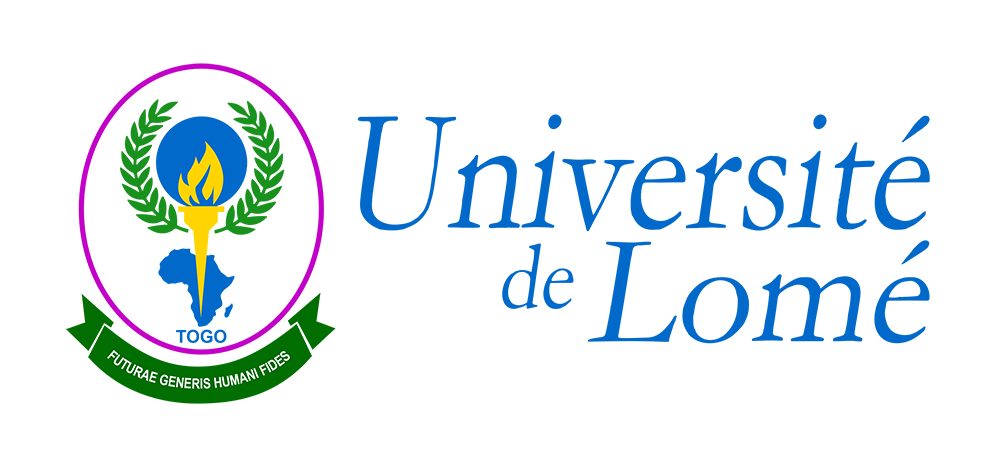 Université
de Lomé
TOGO
FUTURAE GENERIS HUMANI FIDES